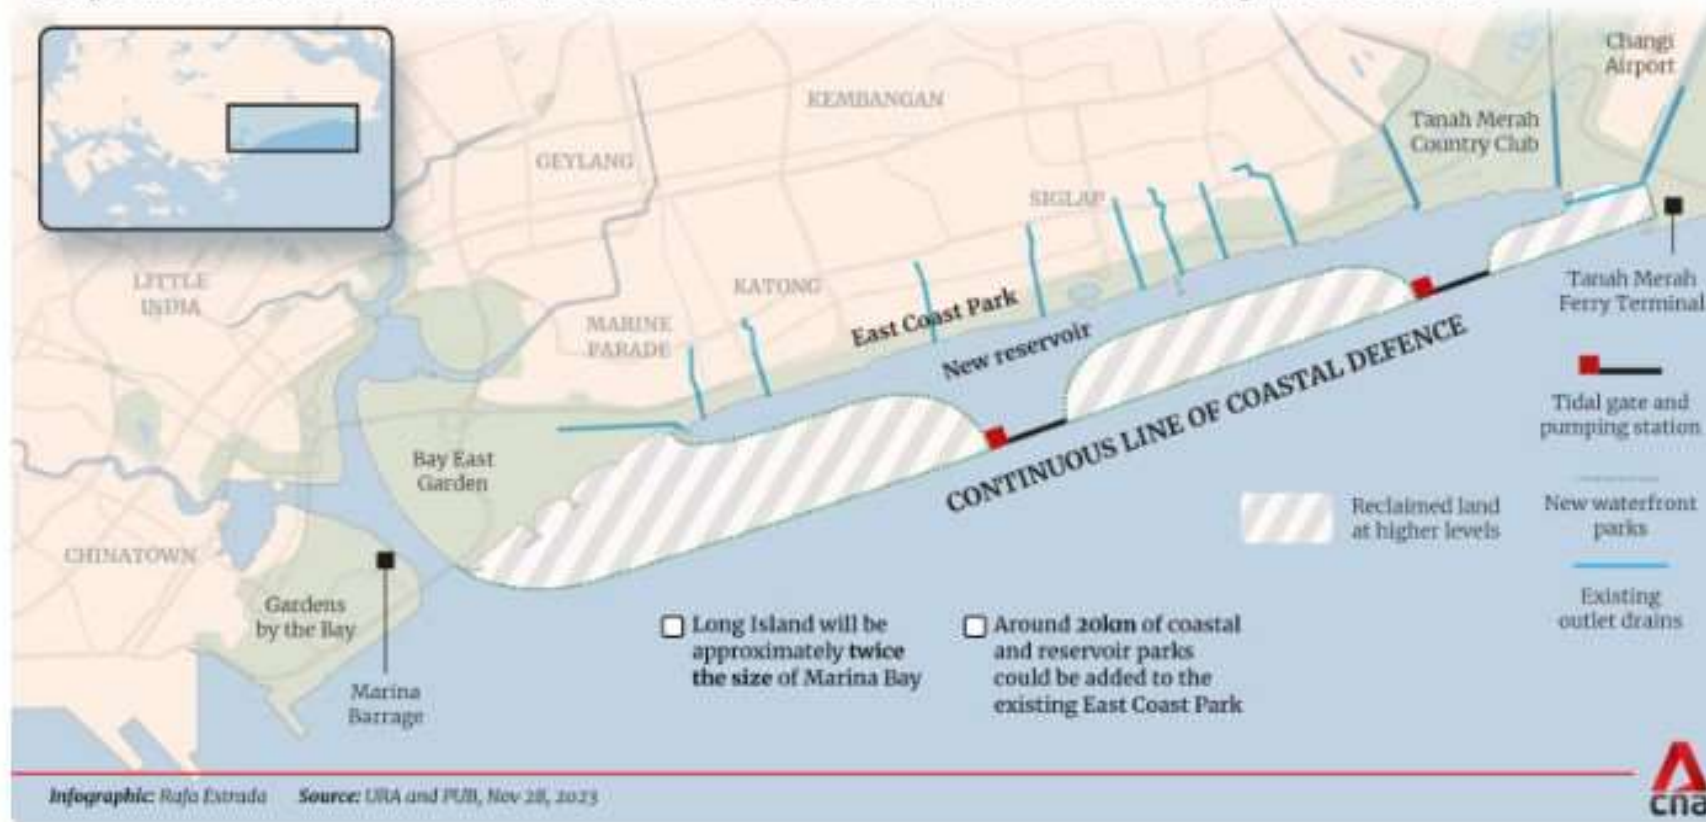 Changi
Airport
KEMBANGAN
Tanah Merah
Country Club
GEYLANG
SIGLAP
LITTLE
INDIA
KATONG
Tanah Merah
Ferry Terminal
MARINE
PARADE
East Coast Park
New reservoir
CONTINUOUS LINE OF COASTAL DEFENCE
Tidal gate and
pumping station
Bay East
Garden
Reclaimed land
at higher levels
New waterfront
parks
CHINATOWN
Gardens
by the Bay
Existing
outlet drains
Long Island will be
approximately twice
the size of Marina Bay
Around 20km of coastal
and reservoir parks
could be added to the
existing East Coast Park
Marina
Barrage
Infographic: Rafa Estrada Source: URA and PUB, Nov 28, 2023
cna